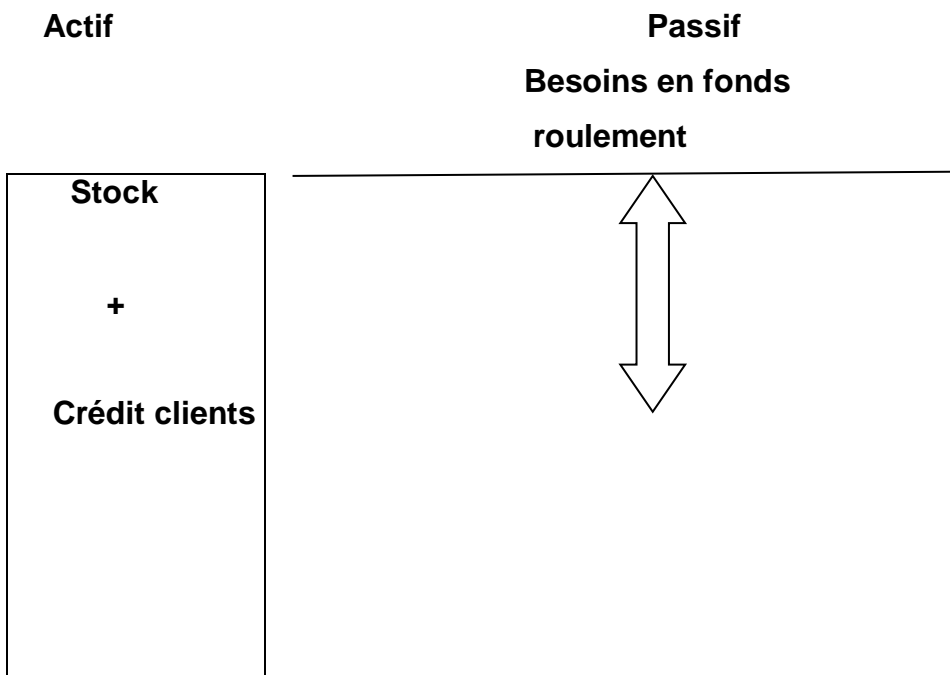 Actif
Passif
Besoins en fonds
roulement
Stock
+
Crédit clients